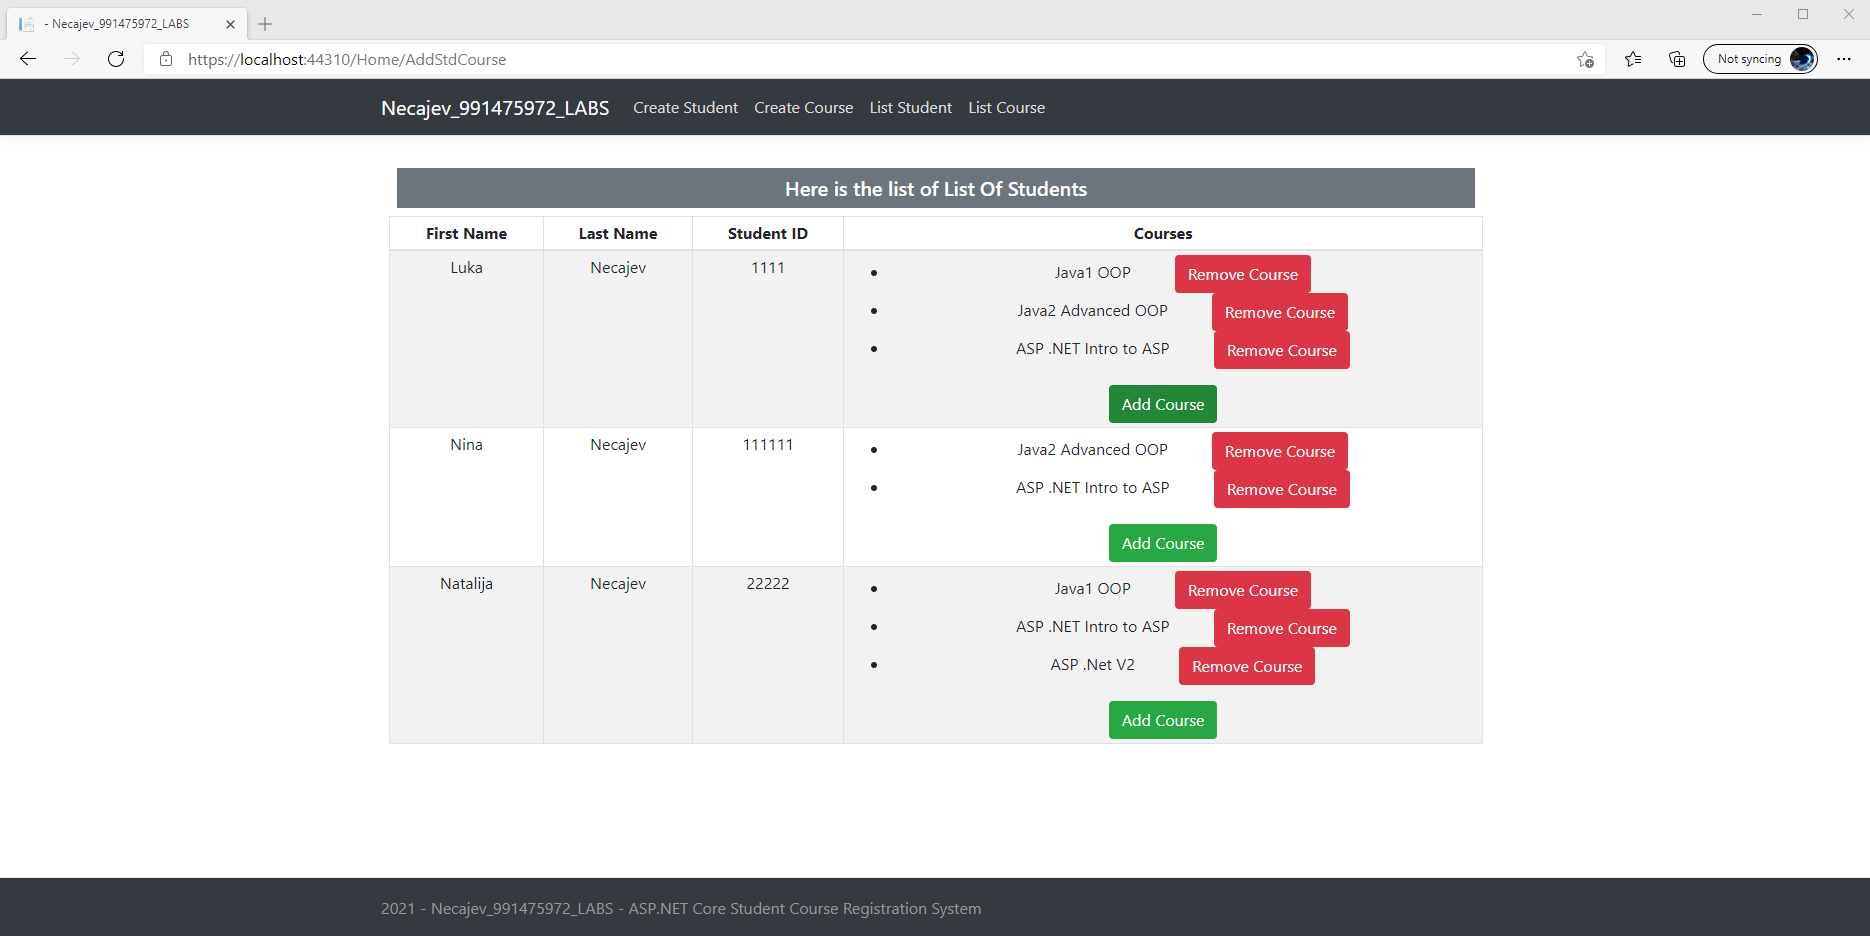 - Necajev_991475972_LABS
https://localhost:44310/Home/AddStdCourse
Not syncing
Necajev_991475972_LABS Create Student Create Course List Student List Course
Here is the list of List Of Students
First Name Last Name Student ID Courses
Luka Necajev 1111 Java1 OOP Remove Course
Java2 Advanced OOP Remove Course
ASP .NET Intro to ASP Remove Course
Add Course
Nina Necajev 111111 Java2 Advanced OOP Remove Course
ASP .NET Intro to ASP Remove Course
Add Course
Natalija Necajev 22222 Java1 OOP Remove Course
ASP .NET Intro to ASP Remove Course
ASP .Net V2 Remove Course
Add Course
2021 - Necajev_991475972_LABS - ASP.NET Core Student Course Registration System